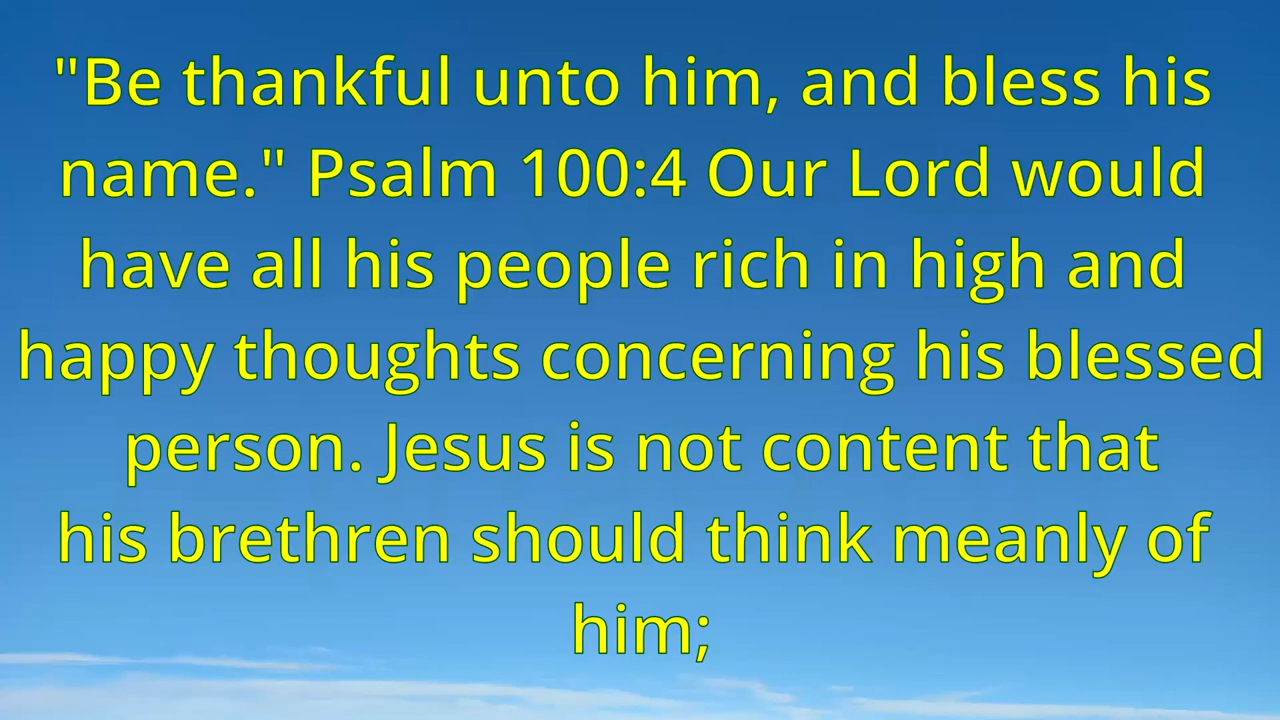 "Be thankful unto him, and bless his
name." Psalm 100:4 Our Lord would
have all his people rich in high and
happy thoughts concerning his blessed
person. Jesus is not content that
his brethren should think meanly of
him;